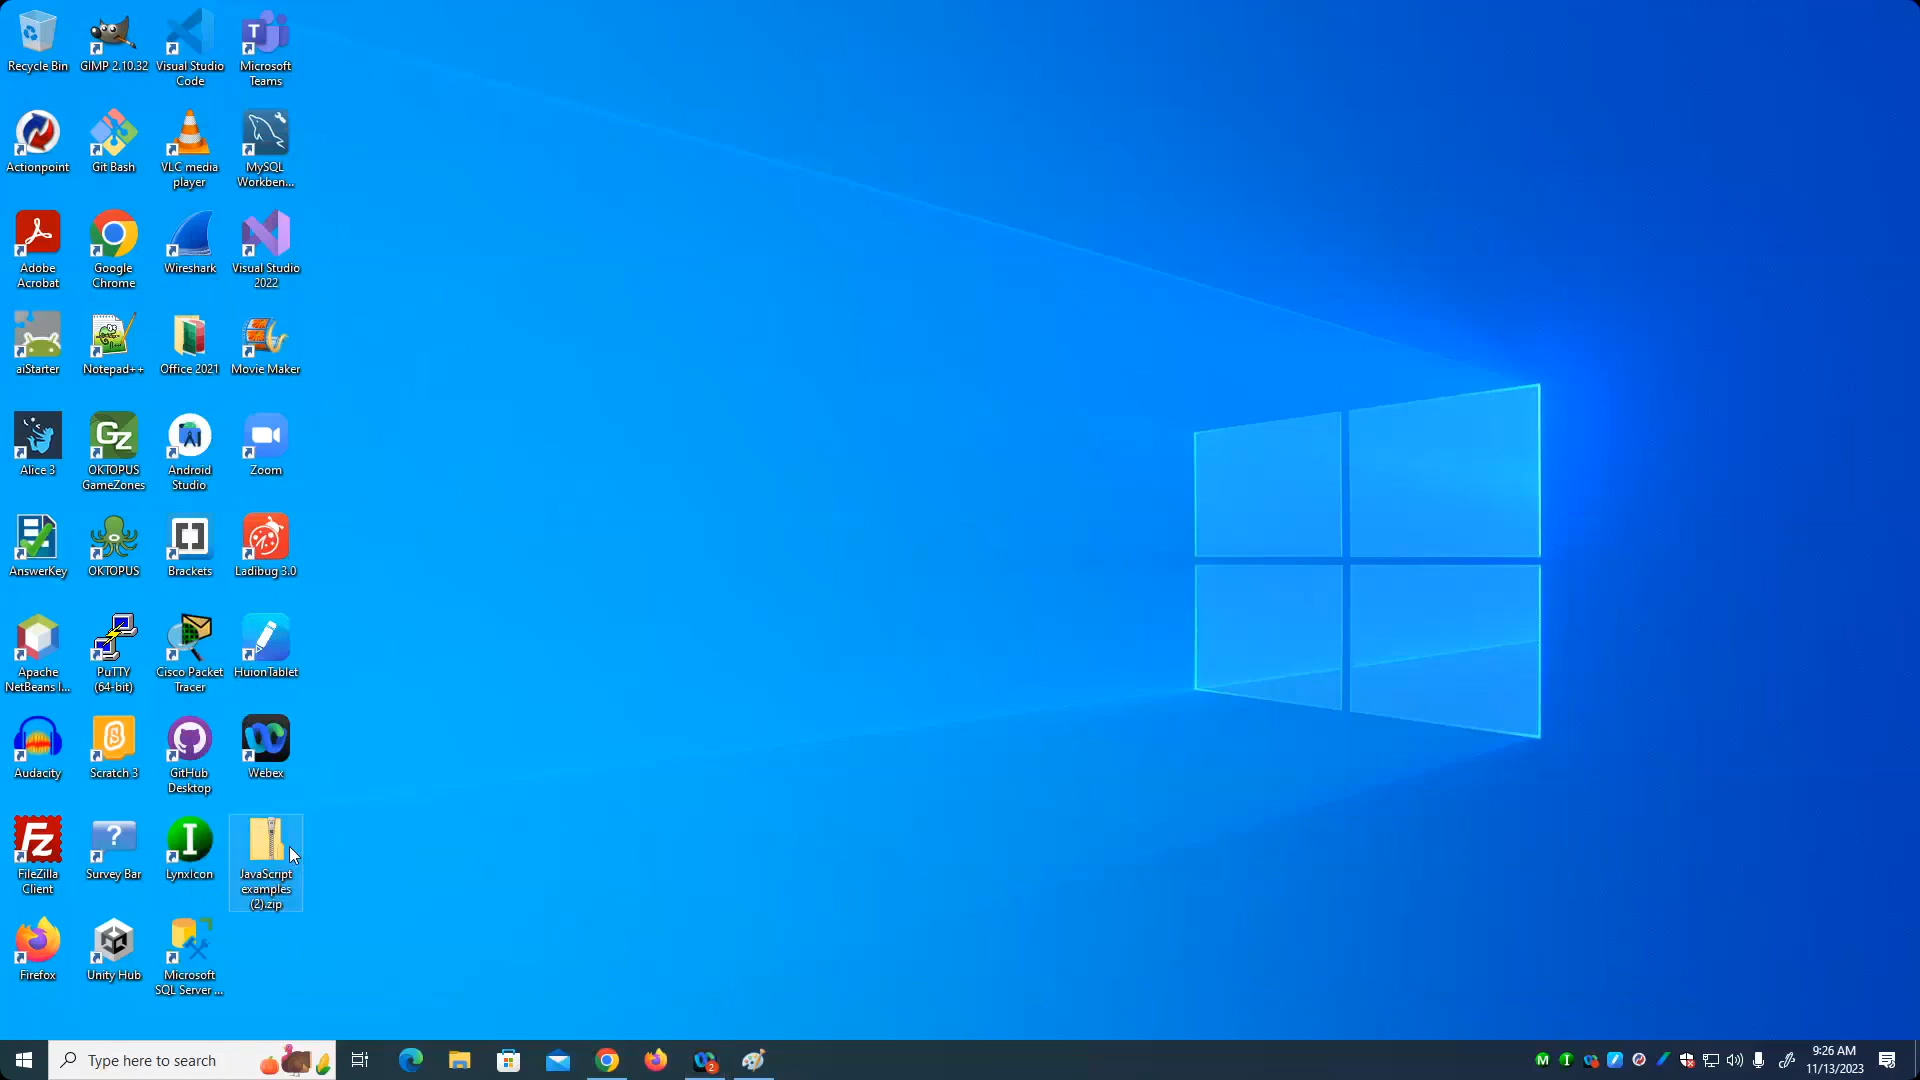 Recycle Bin
GIMP 2.10.32
Visual Studio
Code
Microsoft
Teams
Actionpoint
Git Bash
VLC media
player
MySQL
Workben...
Adobe
Acrobat
Google
Chrome
Wireshark
Visual Studio
2022
aiStarter
Notepad++
Office 2021
Movie Maker
Alice 3
OKTOPUS
GameZones
Android
Studio
Zoom
AnswerKey
OKTOPUS
Brackets
Ladibug 3.0
Apache
NetBeans I...
PuTTY
(64-bit)
Cisco Packet
Tracer
HuionTablet
Audacity
Scratch 3
GitHub
Desktop
Webex
FileZilla
Client
Survey Bar
LynxIcon
JavaScript
examples
(2).zip
Firefox
Unity Hub
Microsoft
SQL Server ...
Type here to search
2
9:26 AM
11/13/2023